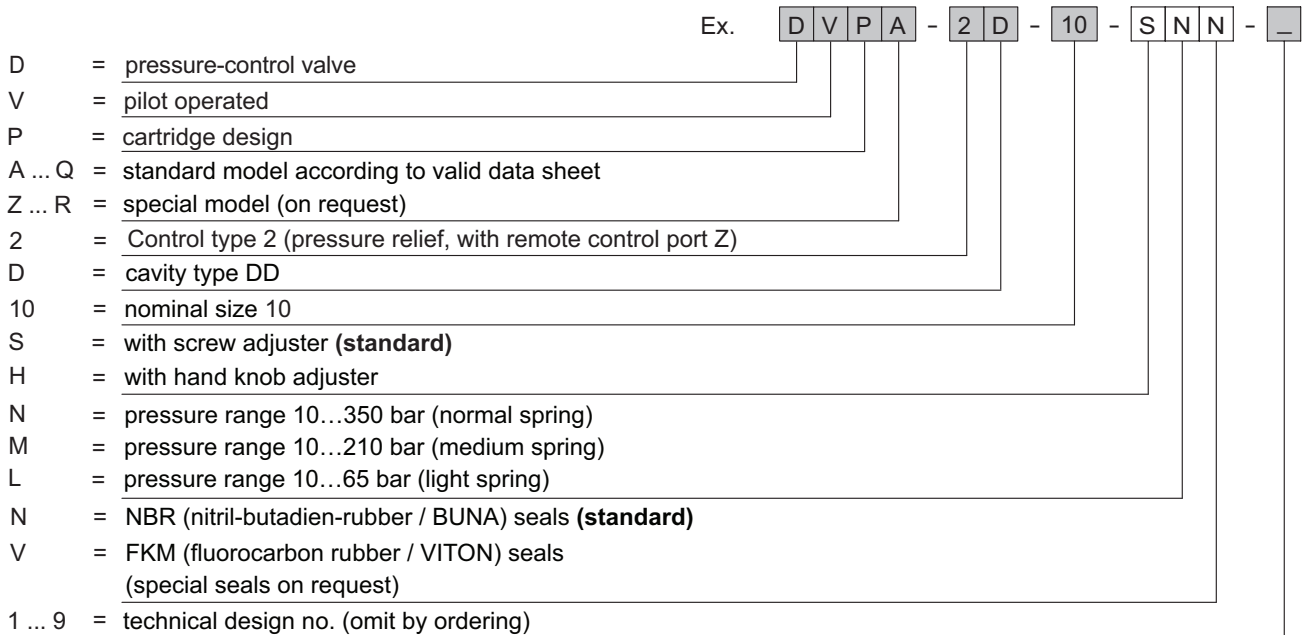 Ex. D V P A - 2 D - 10 - S N N - _
D = pressure-control valve
V = pilot operated
P = cartridge design
A ... Q = standard model according to valid data sheet
Z ... R = special model (on request)
2 = Control type 2 (pressure relief, with remote control port Z)
D = cavity type DD
10 = nominal size 10
S = with screw adjuster (standard)
H = with hand knob adjuster
N = pressure range 10…350 bar (normal spring)
M = pressure range 10…210 bar (medium spring)
L = pressure range 10…65 bar (light spring)
N = NBR (nitril-butadien-rubber / BUNA) seals (standard)
V = FKM (fluorocarbon rubber / VITON) seals
(special seals on request)
1 ... 9 = technical design no. (omit by ordering)